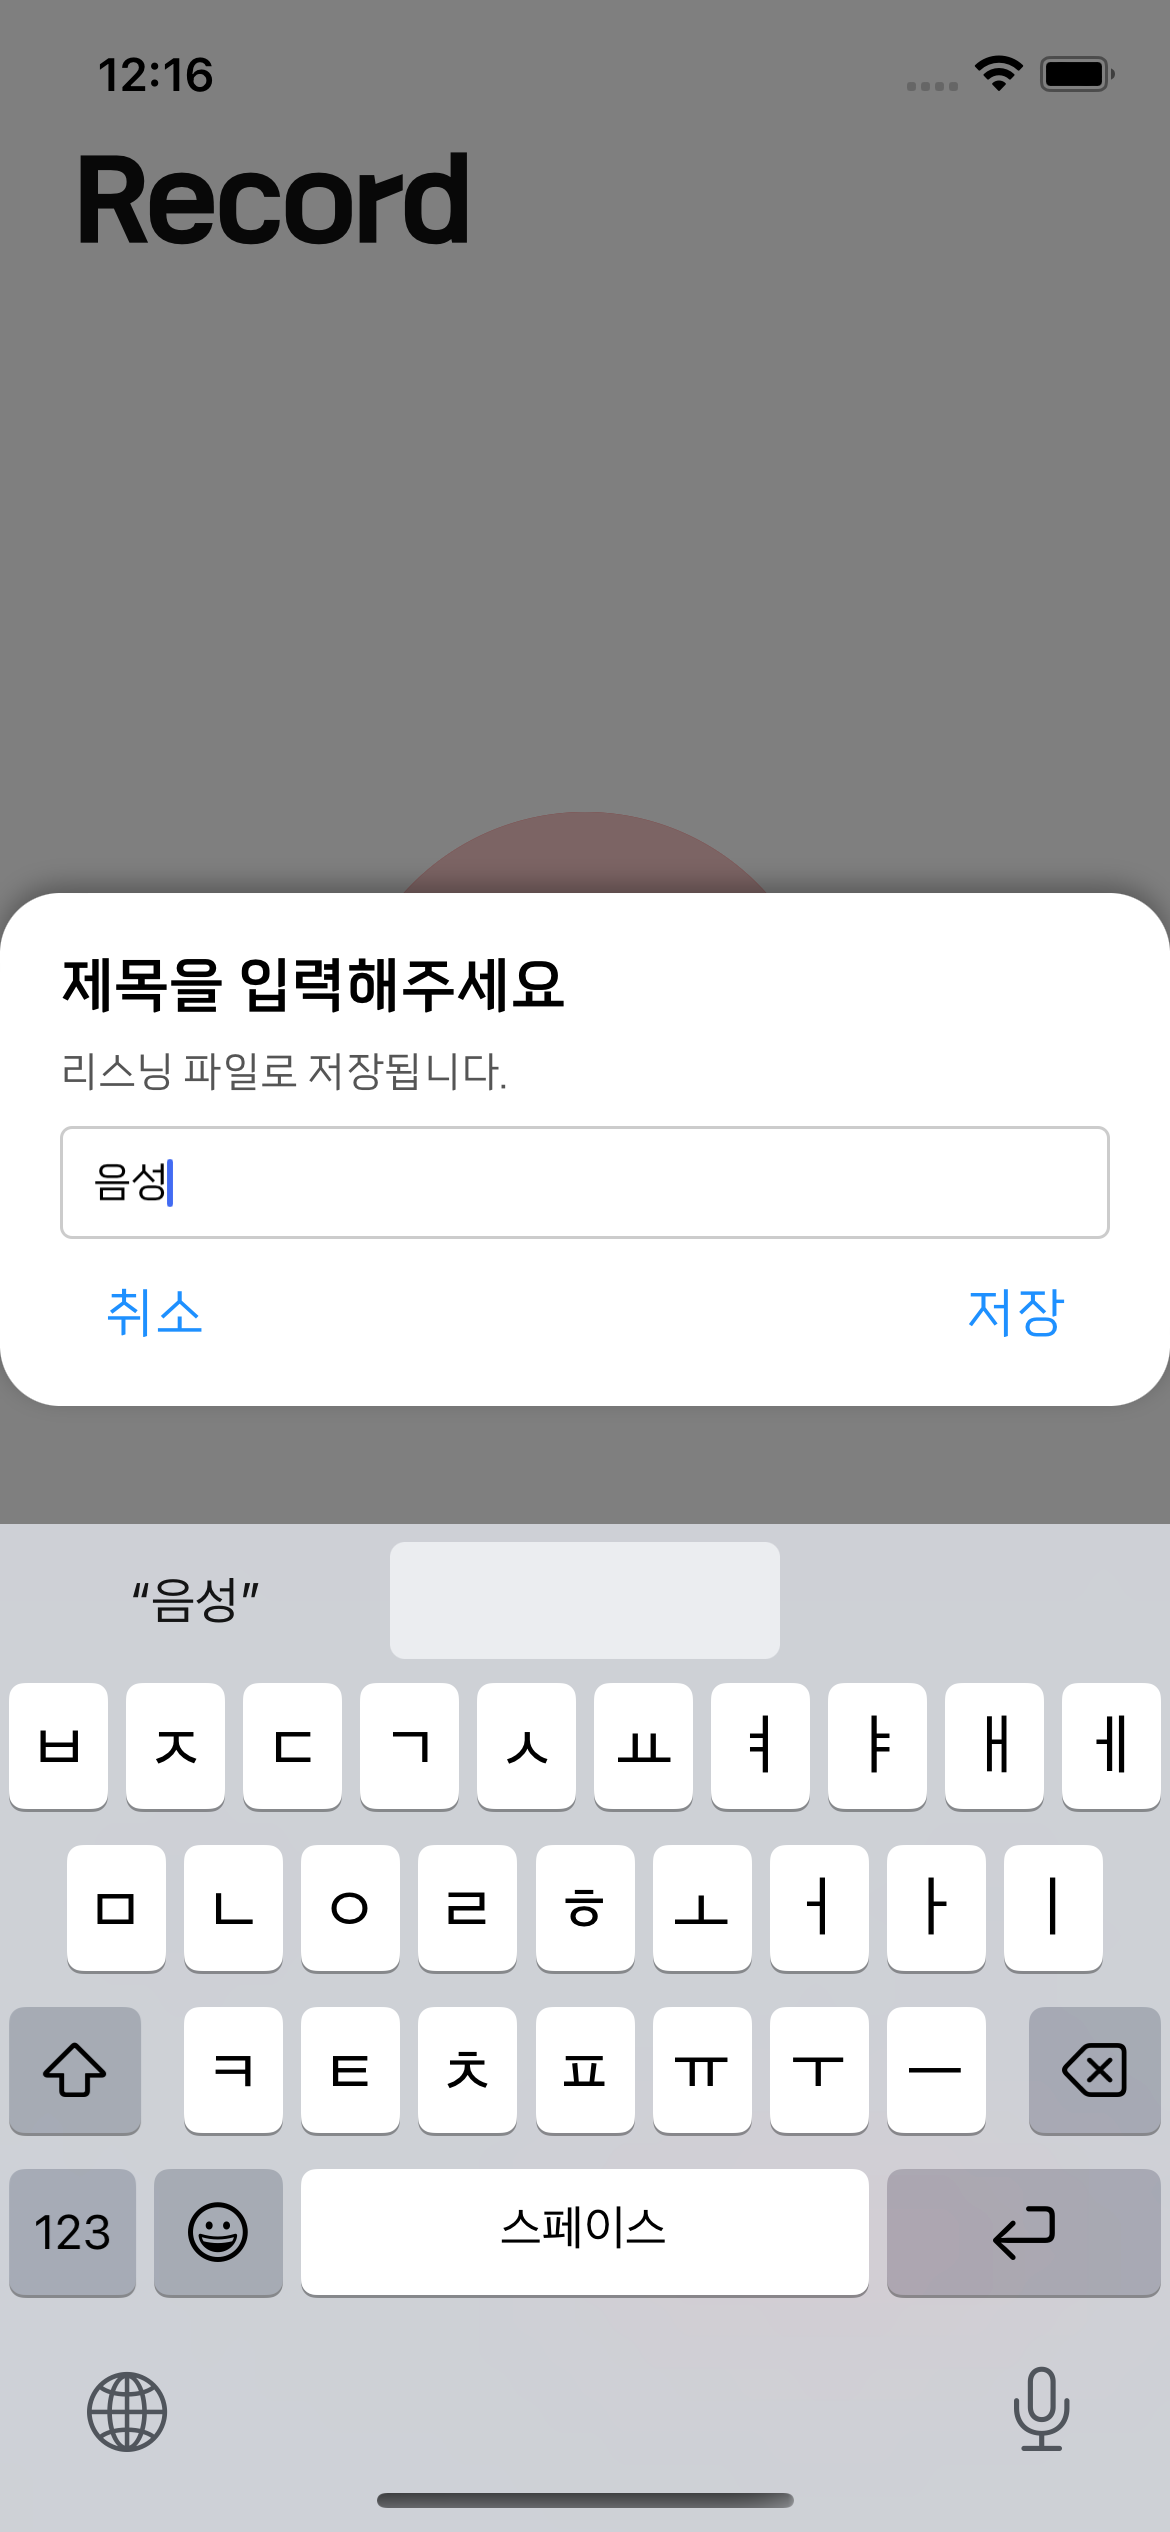 12:16
Record
제목을 입력해주세요
리스닝 파일로 저장됩니다.
음성
취소 저장
“음성”
ㅂ ㅈ ㄷ ㄱ ㅅ ㅛ ㅕ ㅑ ㅐ ㅔ
ㅁ ㄴ ㅇ ㄹ ㅎ ㅗ ㅓ ㅏ ㅣ
ㅋ ㅌ ㅊ ㅍ ㅠ ㅜ ㅡ
123 스페이스